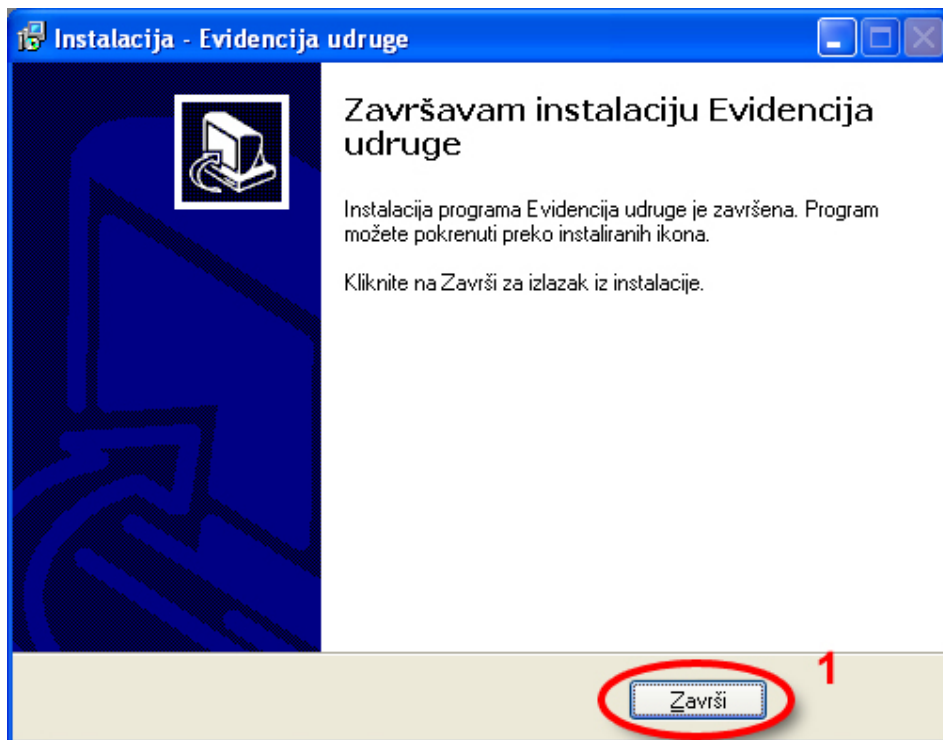 Instalacija - Evidencija udruge
Završavam instalaciju Evidencija
udruge
Instalacija programa Evidencija udruge je završena. Program
možete pokrenuti preko instaliranih ikona.
Kliknite na Završi za izlazak iz instalacije.
1
Završi